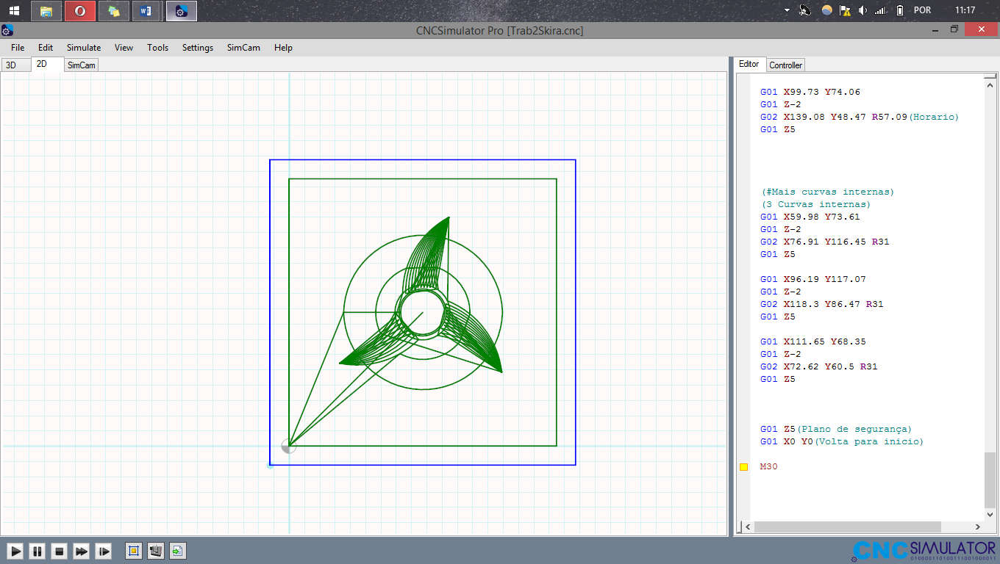 POR 11:17
CNCSimulator Pro [Trab2Skira.cnc]
File Edit Simulate View Tools Settings SimCam Help
3D 2D SimCam
Editor Controller
G01 X99.73 Y74.06
G01 Z-2
G02 X139.08 Y48.47 R57.09(Horario)
G01 Z5
(#Mais curvas internas)
(3 Curvas internas)
G01 X59.98 Y73.61
G01 Z-2
G02 X76.91 Y116.45 R31
G01 Z5
G01 X96.19 Y117.07
G01 Z-2
G02 X118.3 Y86.47 R31
G01 Z5
G01 X111.65 Y68.35
G01 Z-2
G02 X72.62 Y60.5 R31
G01 Z5
G01 Z5(Plano de segurança)
G01 X0 Y0(Volta para inicio)
M30
CNCSIMULATOR